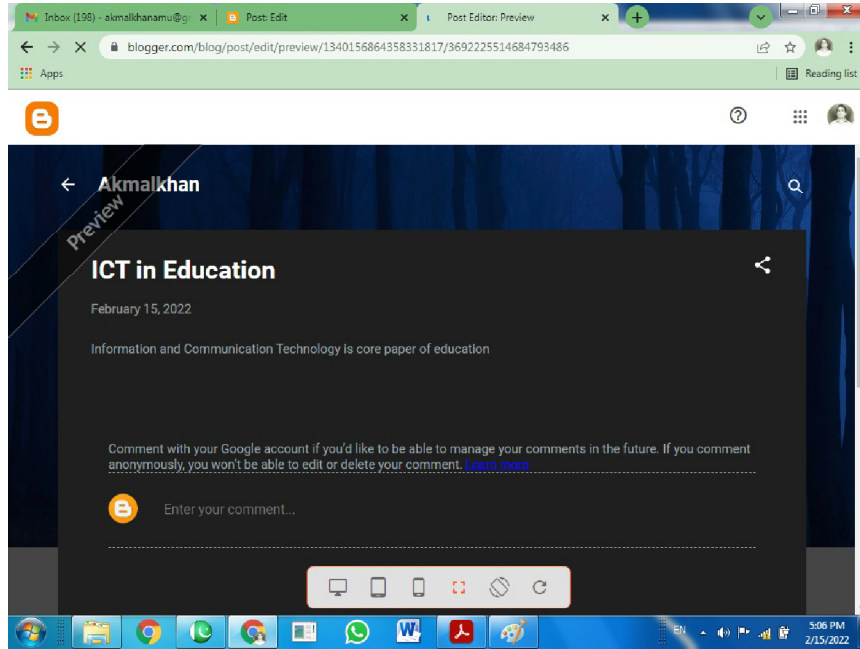 Inbox (198) - akmalkhanamu@gr
Post: Edit
Post Editor: Preview
blogger.com/blog/post/edit/preview/1340156864358331817/3692225514684793486
Apps
Reading list
Akmalkhan
Preview
ICT in Education
February 15, 2022
Information and Communication Technology is core paper of education
Comment with your Google account if you'd like to be able to manage your comments in the future. If you comment
anonymously, you won't be able to edit or delete your comment. Learn more
Enter your comment...
EN
5:06 PM
2/15/2022